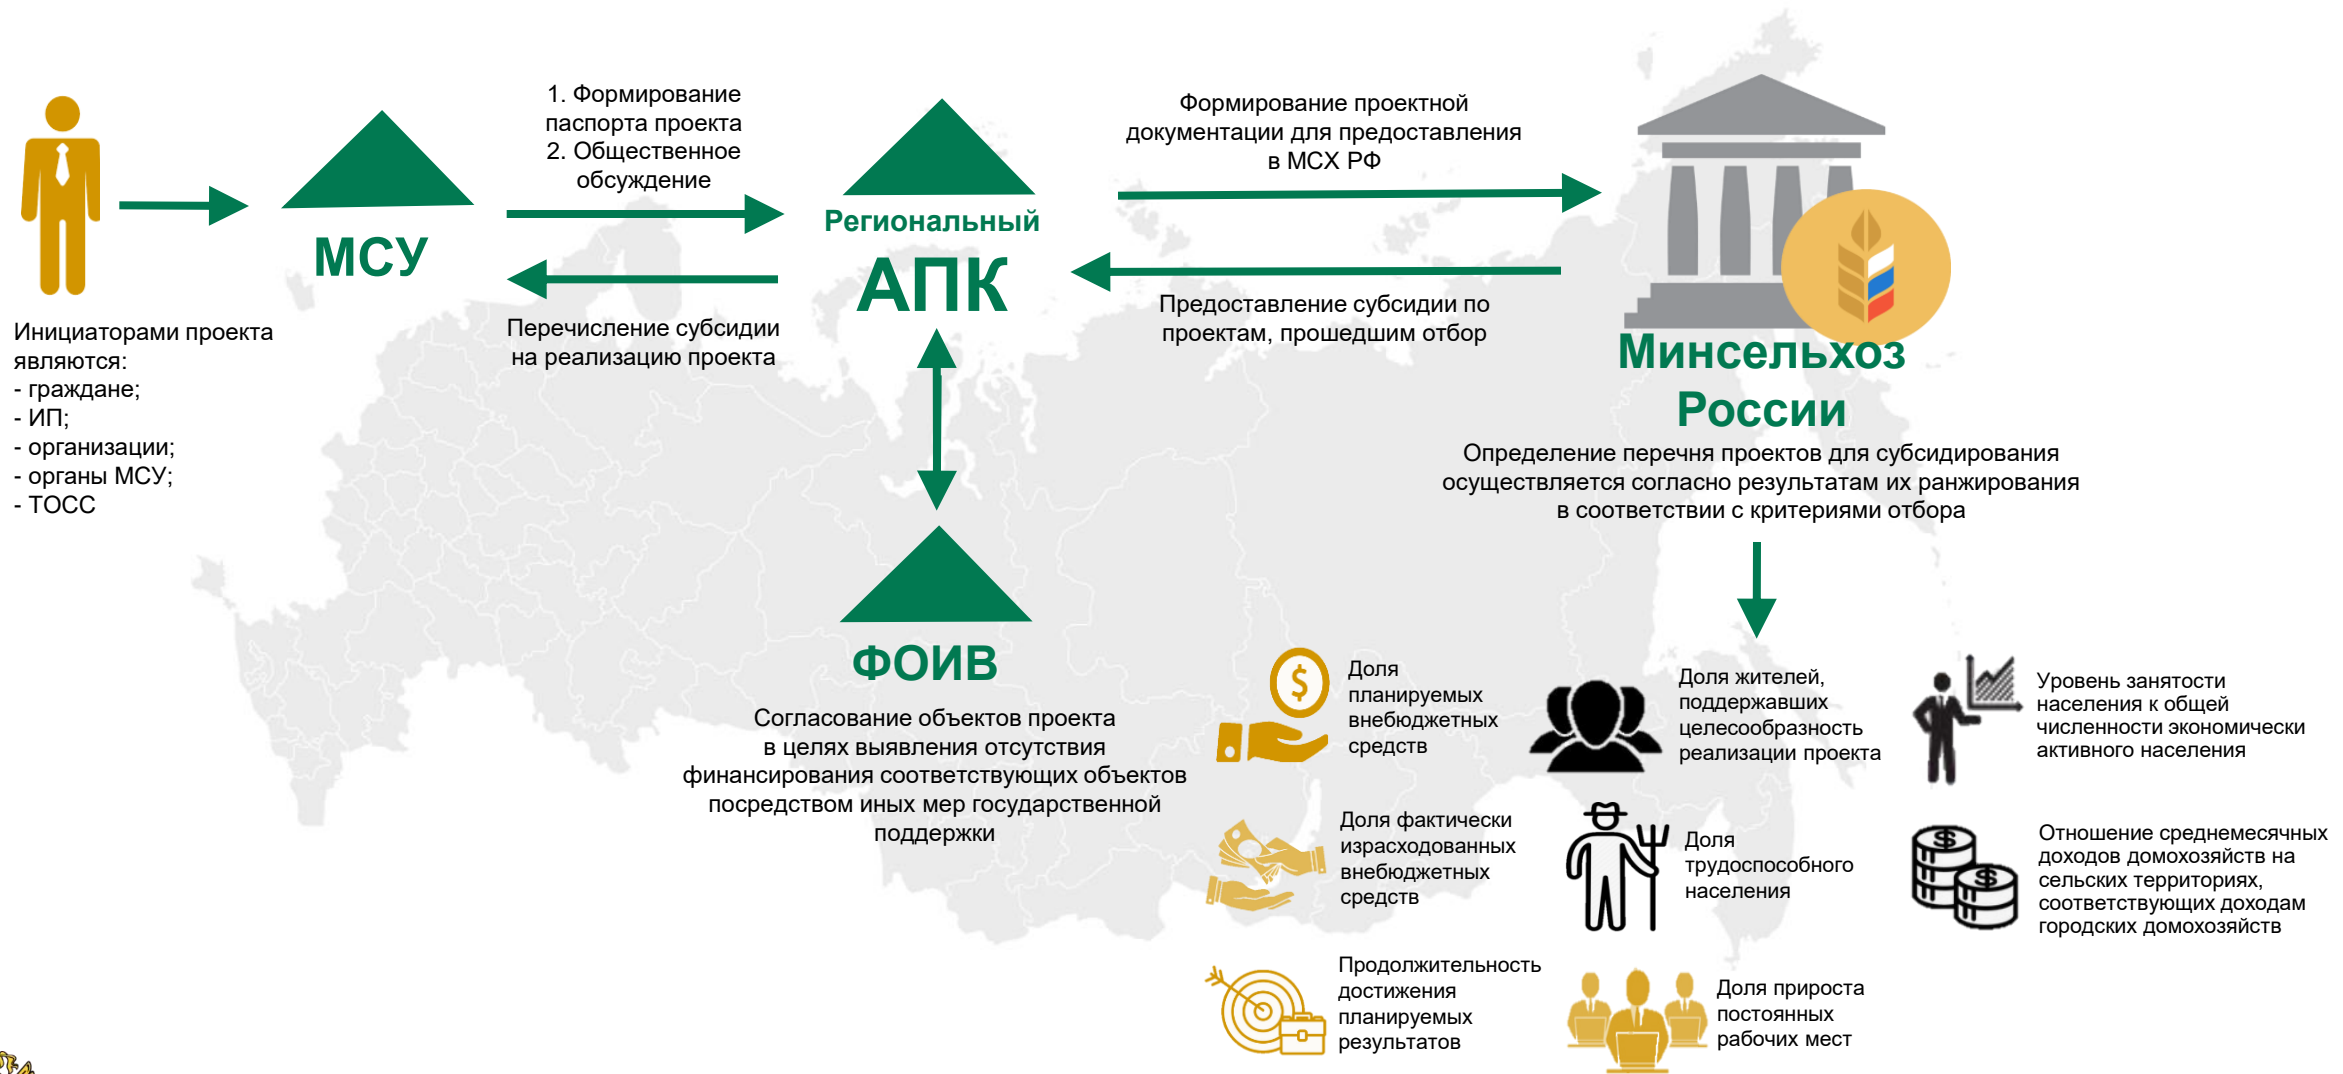 Инициаторами проекта
являются:
- граждане;
- ИП;
- организации;
- органы МСУ;
- ТОСС
МСУ
1. Формирование
паспорта проекта
2. Общественное
обсуждение
Перечисление субсидии
на реализацию проекта
Региональный
АПК
Формирование проектной
документации для предоставления
в МСХ РФ
Предоставление субсидии по
проектам, прошедшим отбор
Минсельхоз
России
Определение перечня проектов для субсидирования
осуществляется согласно результатам их ранжирования
в соответствии с критериями отбора
ФОИВ
Согласование объектов проекта
в целях выявления отсутствия
финансирования соответствующих объектов
посредством иных мер государственной
поддержки
Доля
планируемых
внебюджетных
средств
Доля жителей,
поддержавших
целесообразность
реализации проекта
Уровень занятости
населения к общей
численности экономически
активного населения
Доля фактически
израсходованных
внебюджетных
средств
Доля
трудоспособного
населения
Отношение среднемесячных
доходов домохозяйств на
сельских территориях,
соответствующих доходам
городских домохозяйств
Продолжительность
достижения
планируемых
результатов
Доля прироста
постоянных
рабочих мест